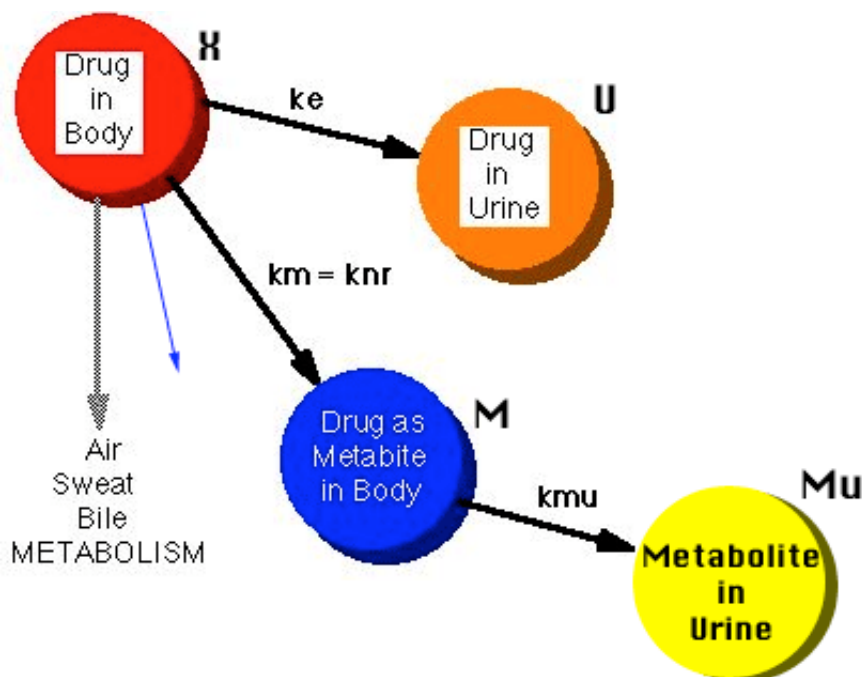 X
Drug
in
Body
ke
U
Drug
in
Urine
km = knr
Drug as
Metabite
in Body
M
Air
Sweat
Bile
METABOLISM
kmu
Mu
Metabolite
in
Urine